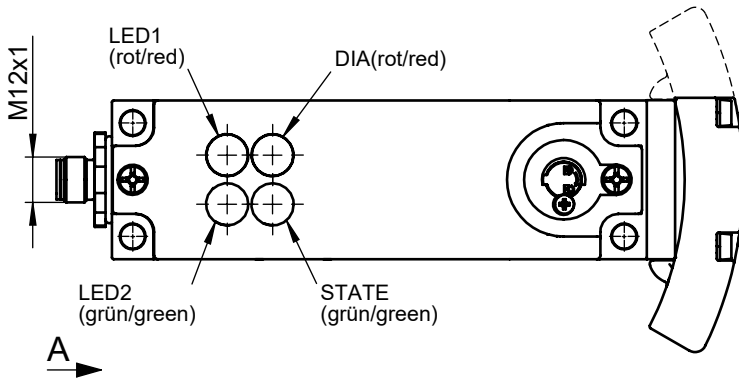 LED1
(rot/red)
DIA(rot/red)
M12x1
LED2
(grün/green)
STATE
(grün/green)
A